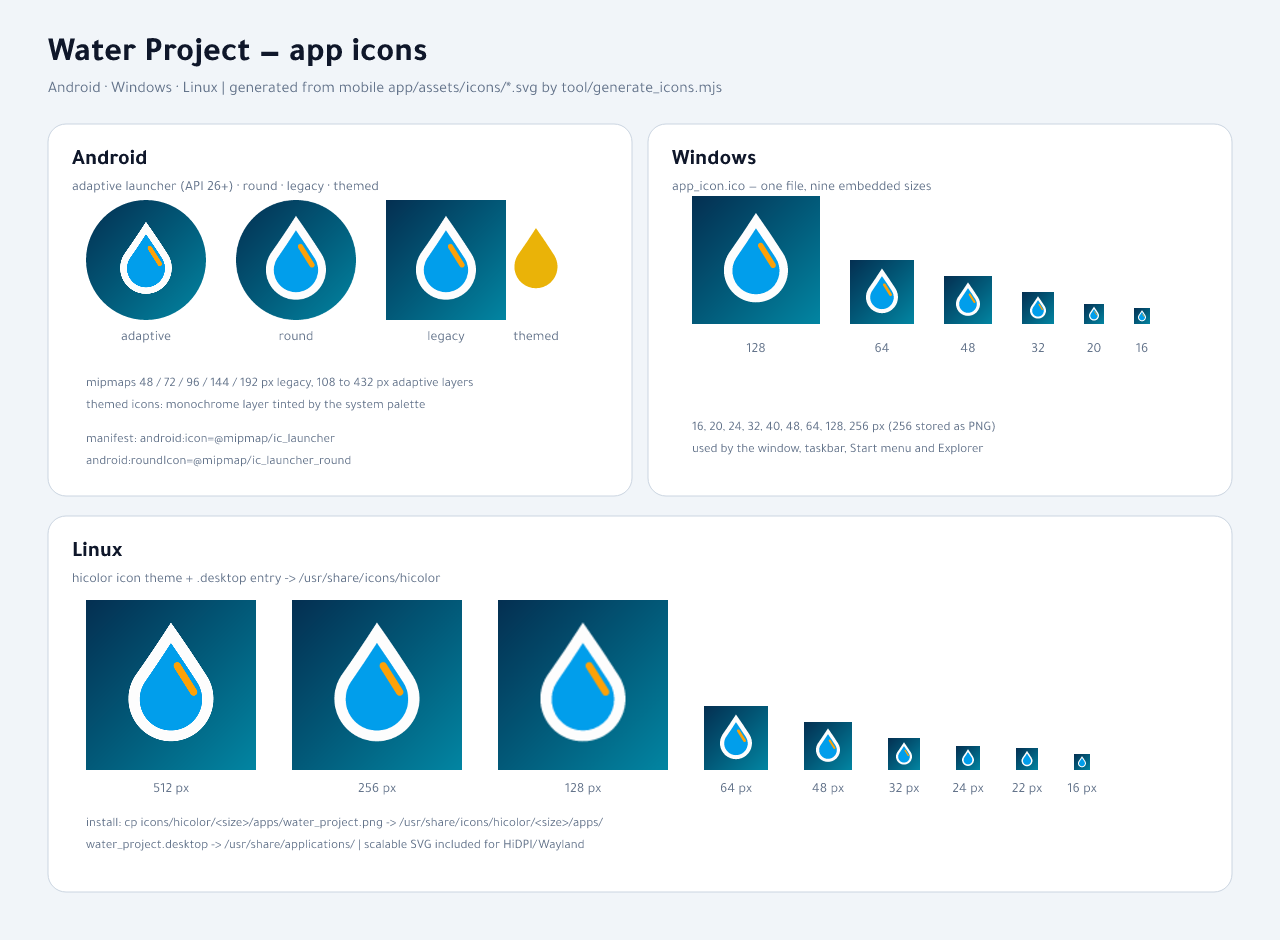 Water Project – app icons
Android · Windows · Linux | generated from mobile app/assets/icons/*.svg by tool/generate_icons.mjs
Android
adaptive launcher (API 26+) · round · legacy · themed
adaptive round legacy themed
mipmaps 48 / 72 / 96 / 144 / 192 px legacy, 108 to 432 px adaptive layers
themed icons: monochrome layer tinted by the system palette
manifest: android:icon=@mipmap/ic_launcher
android:roundIcon=@mipmap/ic_launcher_round
Windows
app_icon.ico – one file, nine embedded sizes
128 64 48 32 20 16
16, 20, 24, 32, 40, 48, 64, 128, 256 px (256 stored as PNG)
used by the window, taskbar, Start menu and Explorer
Linux
hicolor icon theme + .desktop entry -> /usr/share/icons/hicolor
512 px 256 px 128 px 64 px 48 px 32 px 24 px 22 px 16 px
install: cp icons/hicolor/<size>/apps/water_project.png -> /usr/share/icons/hicolor/<size>/apps/
water_project.desktop -> /usr/share/applications/ | scalable SVG included for HiDPI/Wayland